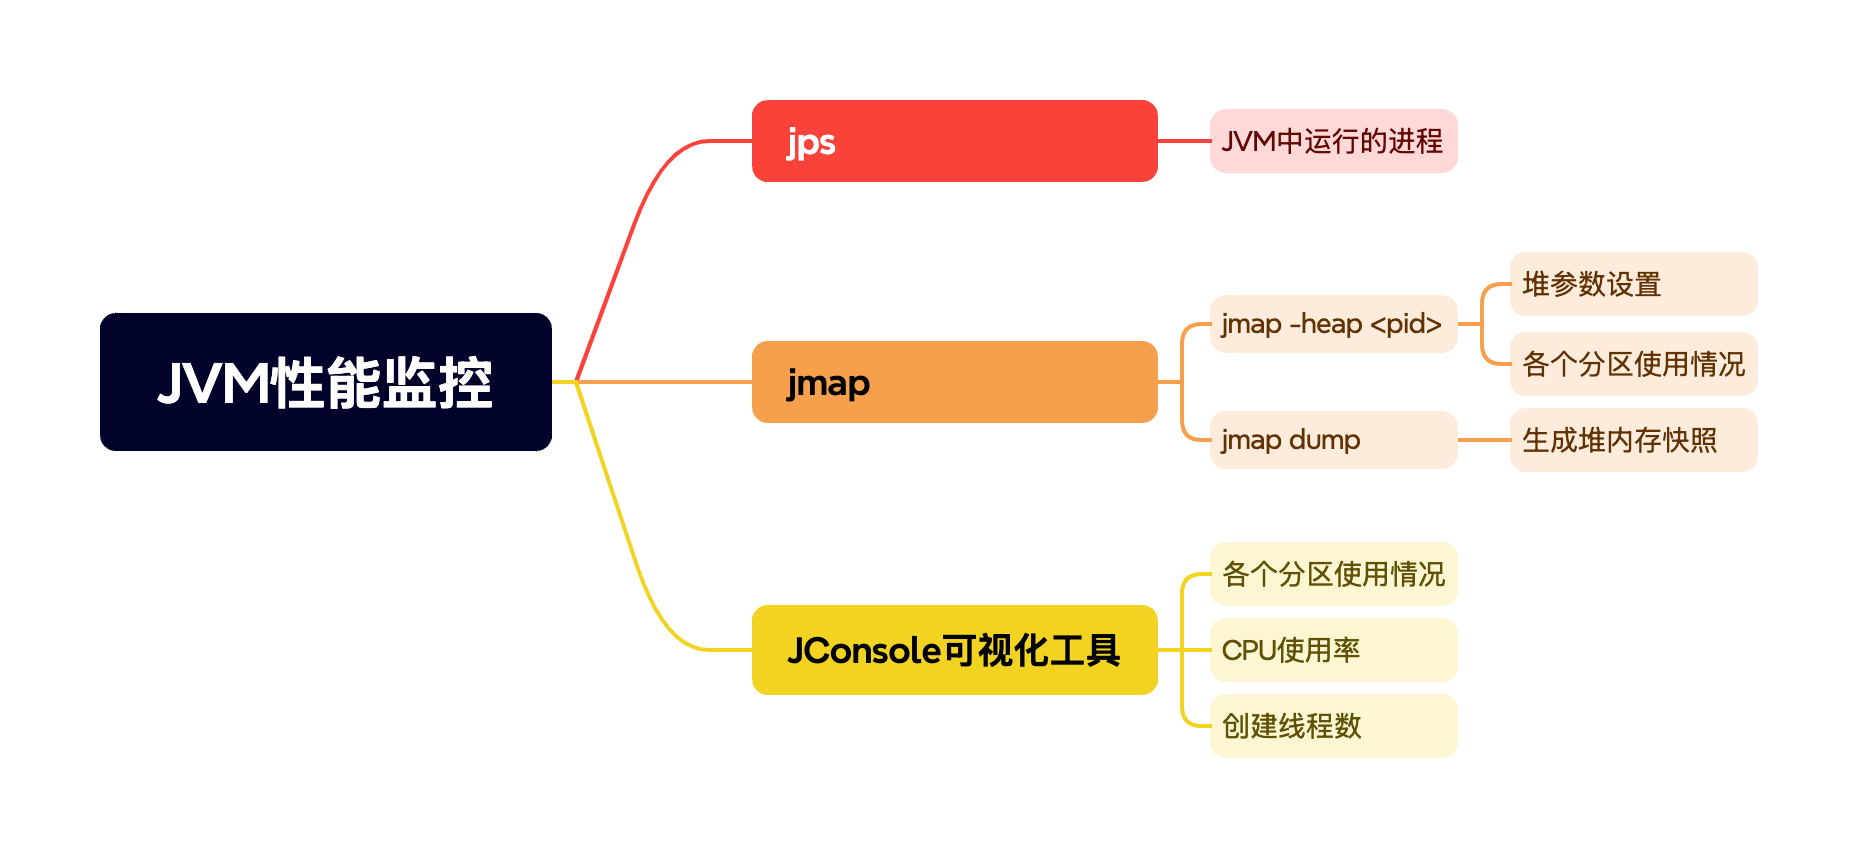 JVM性能监控
jps
JVM中运行的进程
jmap
jmap -heap <pid>
堆参数设置
各个分区使用情况
jmap dump
生成堆内存快照
JConsole可视化工具
各个分区使用情况
CPU使用率
创建线程数